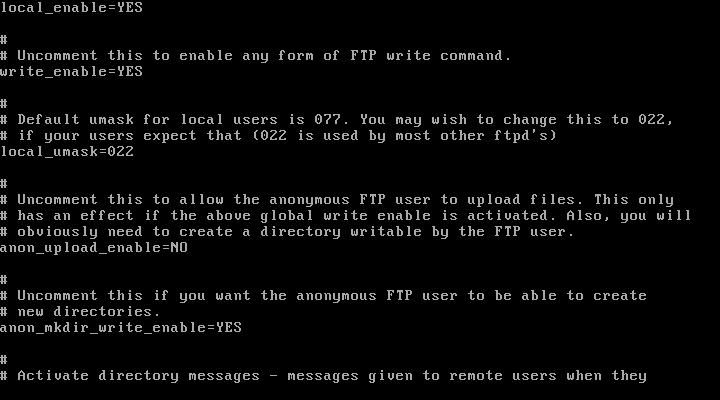 local_enable=YES
#
# Uncomment this to enable any form of FTP write command.
write_enable=YES
#
# Default umask for local users is 077. You may wish to change this to 022,
# if your users expect that (022 is used by most other ftpd's)
local_umask=022
#
# Uncomment this to allow the anonymous FTP user to upload files. This only
# has an effect if the above global write enable is activated. Also, you will
# obviously need to create a directory writable by the FTP user.
anon_upload_enable=NO
#
# Uncomment this if you want the anonymous FTP user to be able to create
# new directories.
anon_mkdir_write_enable=YES
#
# Activate directory messages - messages given to remote users when they